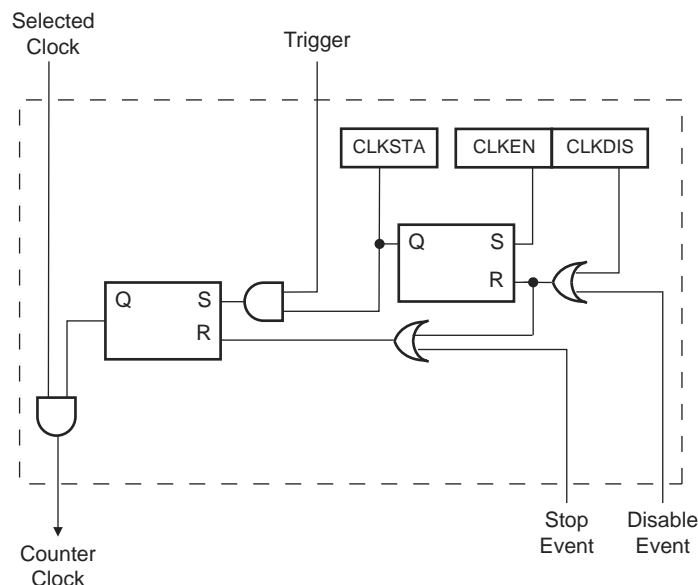 Selected
Clock
Trigger
CLKSTA
CLKEN
CLKDIS
Q
S
R
Q
S
R
Stop
Event
Disable
Event
Counter
Clock